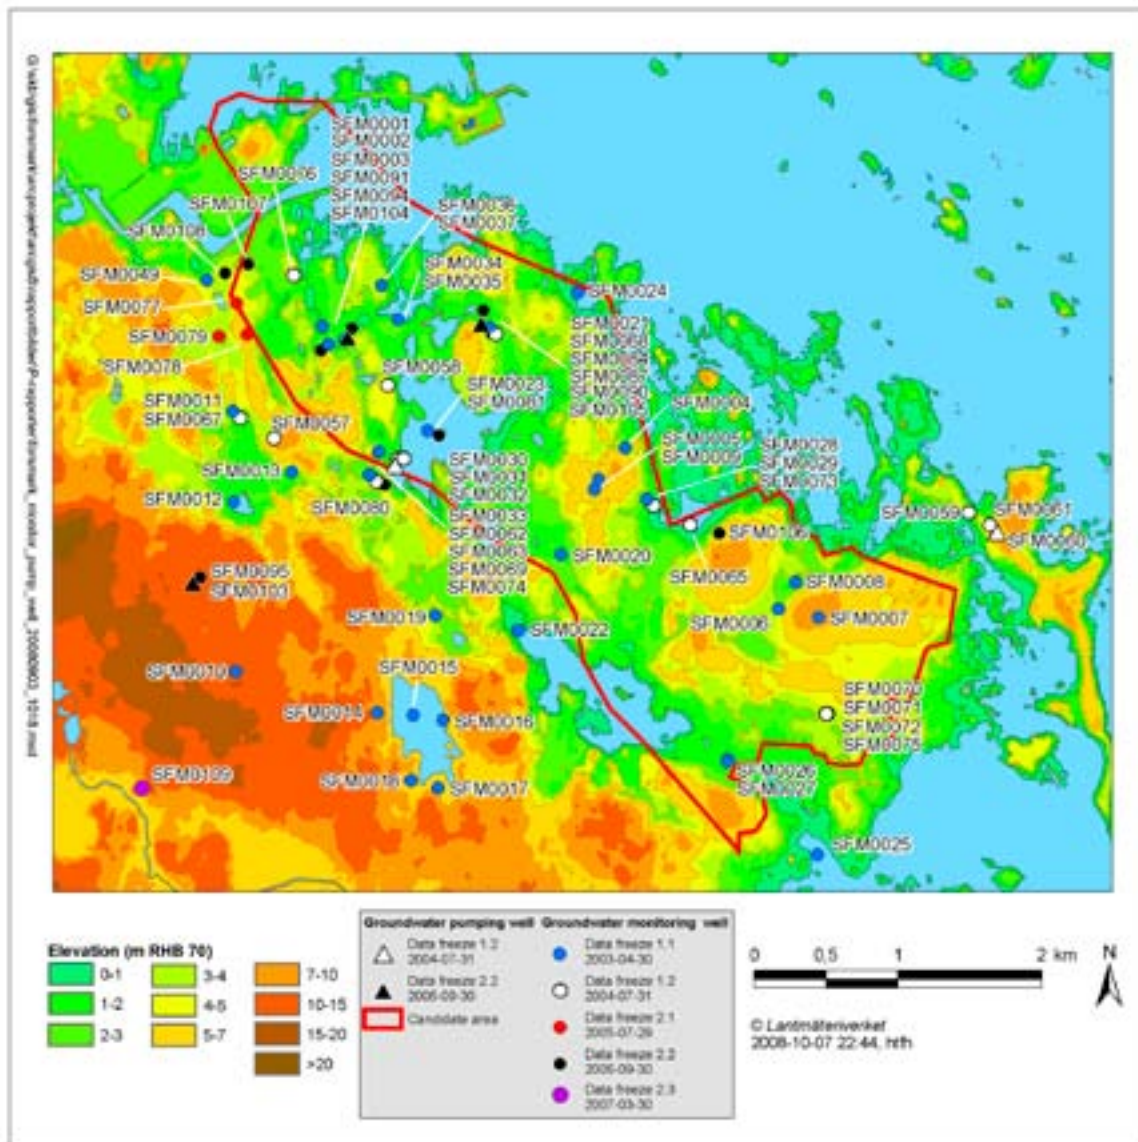 SFM0001
SFM0002
SFM0003
SFM0091
SFM0094
SFM0104
SFM0076
SFM0107
SFM0108
SFM0036
SFM0037
SFM0049
SFM0034
SFM0035
SFM0024
SFM0077
SFM0079
SFM0078
SFM0021
SFM0105
SFM0058
SFM0023
SFM0081
SFM0004
SFM0011
SFM0067
SFM0057
SFM0005
SFM0009
SFM0028
SFM0029
SFM0073
SFM0013
SFM0012
SFM0080
SFM0030
SFM0031
SFM0032
SFM0033
SFM0062
SFM0063
SFM0069
SFM0074
SFM0059
SFM0061
SFM0060
SFM0106
SFM0020
SFM0065
SFM0095
SFM0103
SFM0008
SFM0006
SFM0007
SFM0019
SFM0022
SFM0010
SFM0015
SFM0014
SFM0016
SFM0070
SFM0071
SFM0072
SFM0075
SFM0109
SFM0018
SFM0017
SFM0026
SFM0027
SFM0025
Elevation (m RHB 70)
0-1
1-2
2-3
3-4
4-5
5-7
7-10
10-15
15-20
>20
Groundwater pumping well
Data freeze 1.2
2004-07-31
Data freeze 2.2
2006-09-30
Candidate area
Groundwater monitoring well
Data freeze 1.1
2003-04-30
Data freeze 1.2
2004-07-31
Data freeze 2.1
2005-07-29
Data freeze 2.2
2006-09-30
Data freeze 2.3
2007-03-30
0 0,5 1 2 km
N
© Lantmäteriverket
2008-10-07 22:44, hfh